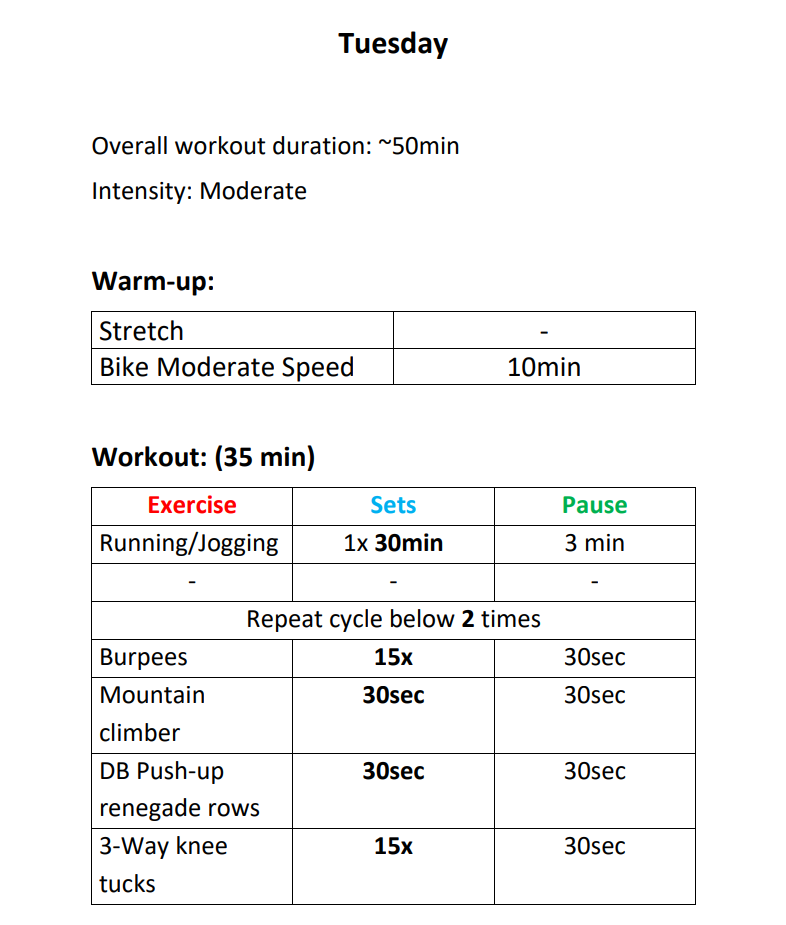 Tuesday
Overall workout duration: ~50min
Intensity: Moderate
Warm-up:
Stretch -
Bike Moderate Speed 10min
Workout: (35 min)
Exercise Sets Pause
Running/Jogging 1x 30min 3 min
- - -
Repeat cycle below 2 times
Burpees 15x 30sec
Mountain 30sec 30sec
climber
DB Push-up 30sec 30sec
renegade rows
3-Way knee 15x 30sec
tucks